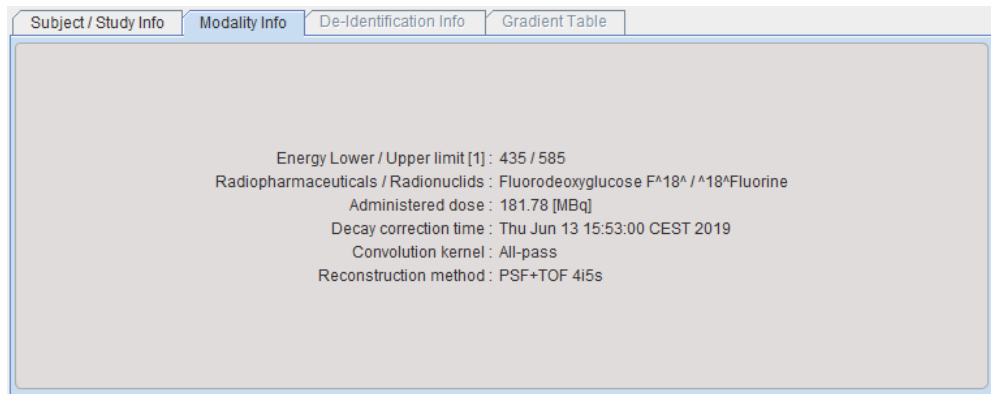 Subject / Study Info Modality Info De-Identification Info Gradient Table
Energy Lower / Upper limit [1] : 435 / 585
Radiopharmaceuticals / Radionuclids : Fluorodeoxyglucose F^18^ / ^18^Fluorine
Administered dose : 181.78 [MBq]
Decay correction time : Thu Jun 13 15:53:00 CEST 2019
Convolution kernel : All-pass
Reconstruction method : PSF+TOF 4i5s